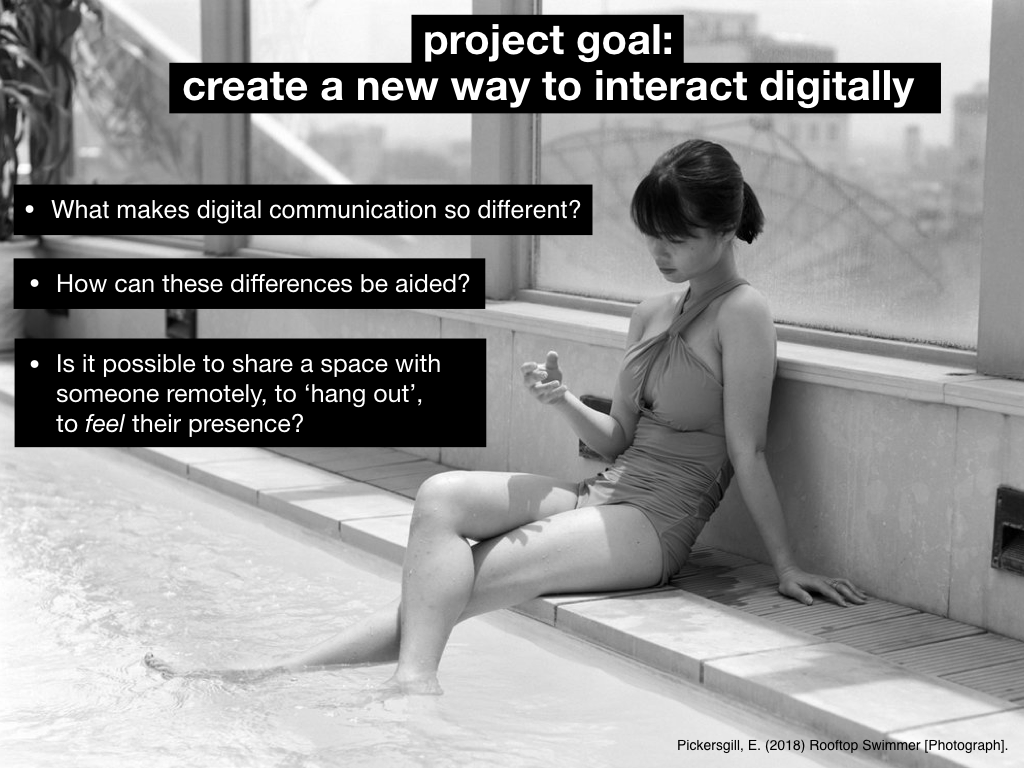 project goal:
create a new way to interact digitally
• What makes digital communication so different?
• How can these differences be aided?
• Is it possible to share a space with
someone remotely, to ‘hang out’,
to feel their presence?
Pickersgill, E. (2018) Rooftop Swimmer [Photograph].